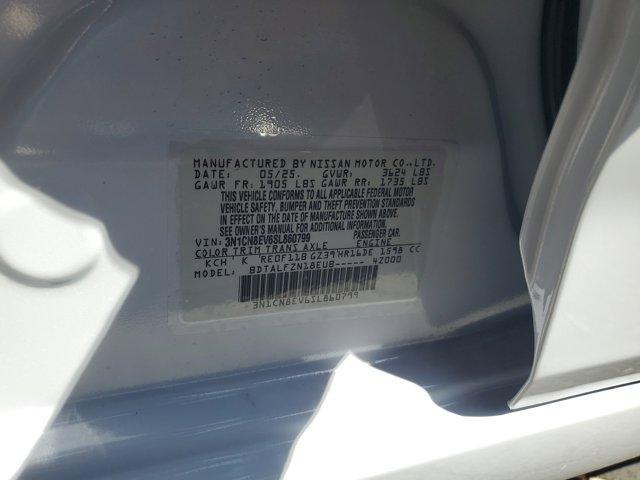 MANUFACTURED BY NISSAN MOTOR CO.,LTD.
DATE: 05/25. GVWR: 3624 LBS
GAWR FR: 1905 LBS GAWR RR: 1735 LBS
THIS VEHICLE CONFORMS TO ALL APPLICABLE FEDERAL MOTOR
VEHICLE SAFETY, BUMPER AND THEFT PREVENTION STANDARDS
IN EFFECT ON THE DATE OF MANUFACTURE SHOWN ABOVE.
SEE OWNER'S MANUAL FOR ADDITIONAL INFORMATION.
VIN: 3N1CN8EV6SL860799 PASSENGER CAR.
COLOR TRIM TRANS AXLE ENGINE
KCH K RE0F11B GZ39 HR16DE 1598 CC
MODEL: BDTALFZN18EUB----- 42000
3N1CN8EV6SL860799